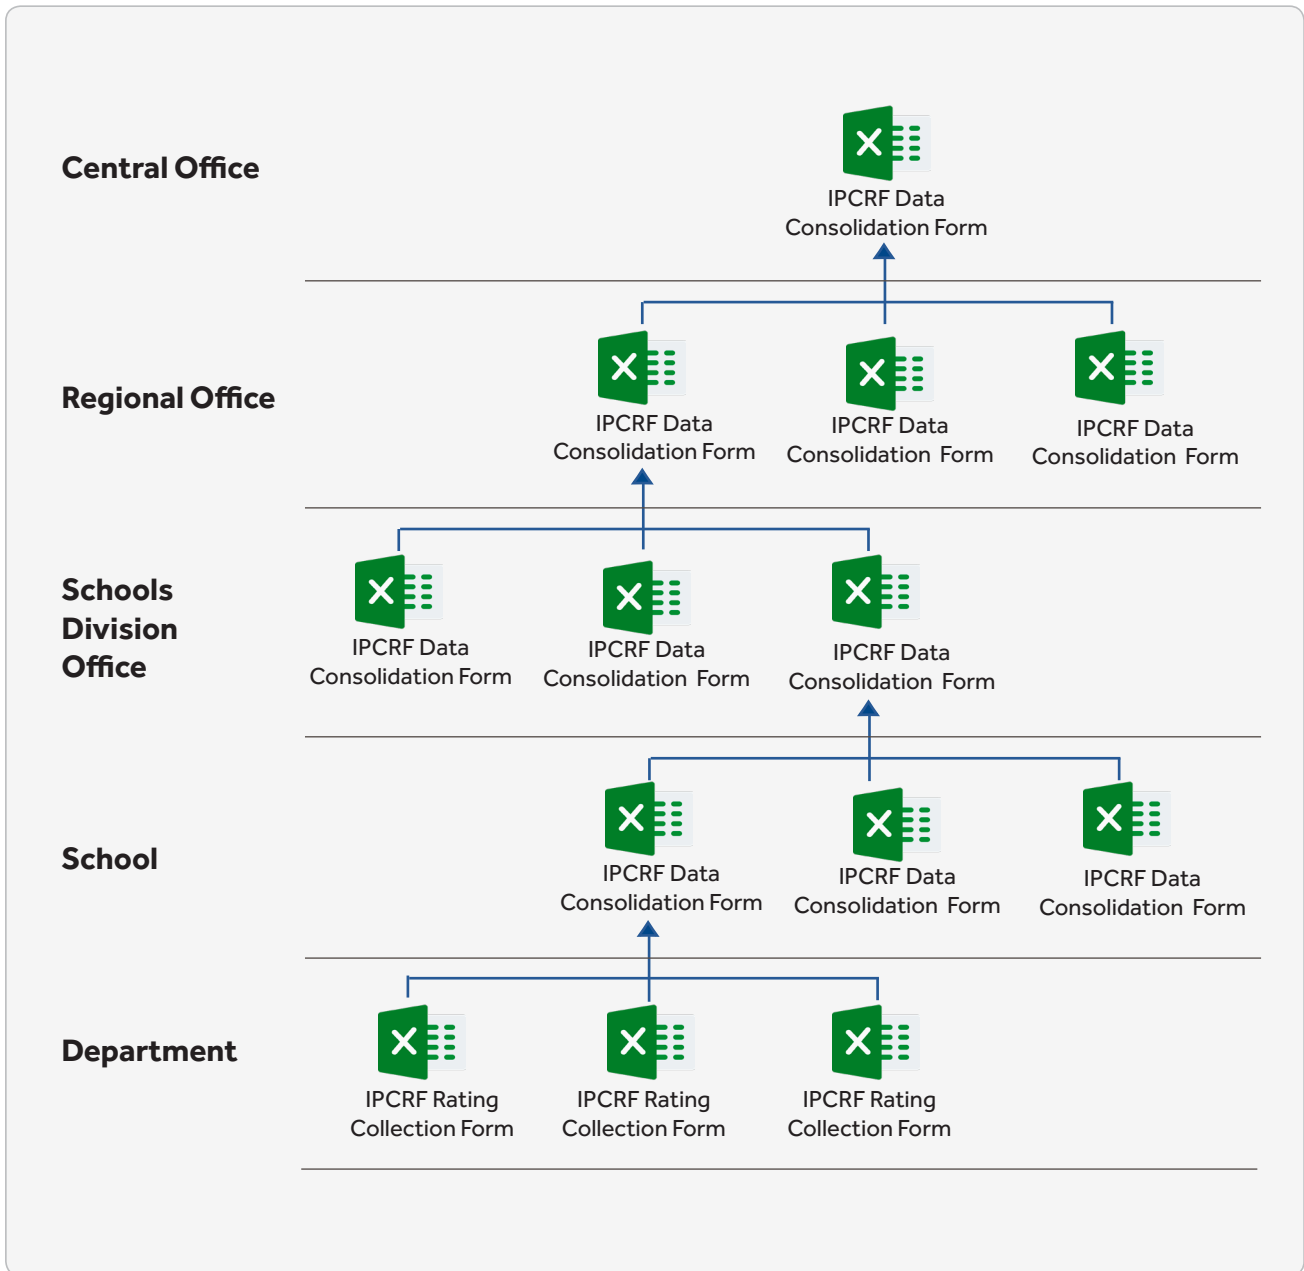 Central Office
IPCRF Data
Consolidation Form
Regional Office
IPCRF Data
Consolidation Form
IPCRF Data
Consolidation Form
IPCRF Data
Consolidation Form
Schools
Division
Office
IPCRF Data
Consolidation Form
IPCRF Data
Consolidation Form
IPCRF Data
Consolidation Form
School
IPCRF Data
Consolidation Form
IPCRF Data
Consolidation Form
IPCRF Data
Consolidation Form
Department
IPCRF Rating
Collection Form
IPCRF Rating
Collection Form
IPCRF Rating
Collection Form